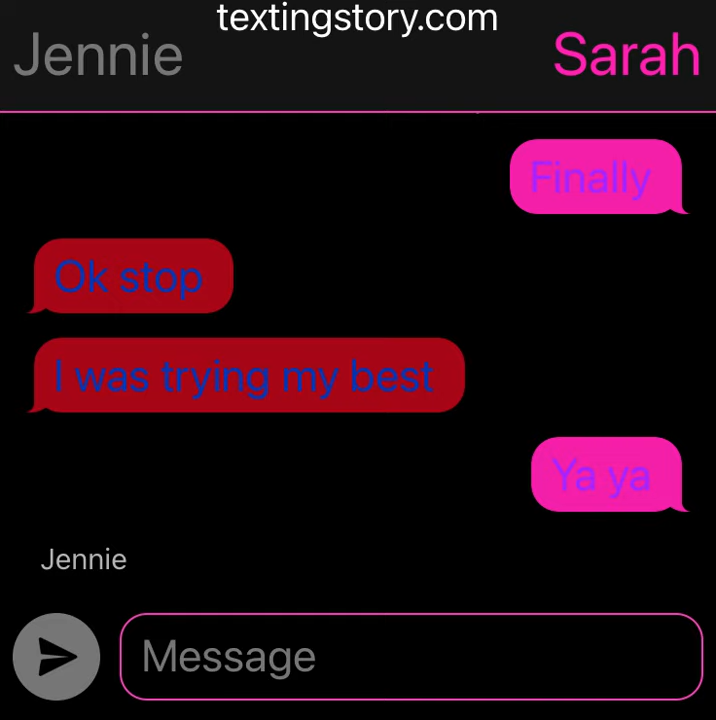 textingstory.com
Jennie Sarah
Finally
Ok stop
I was trying my best
Ya ya
Jennie
Message